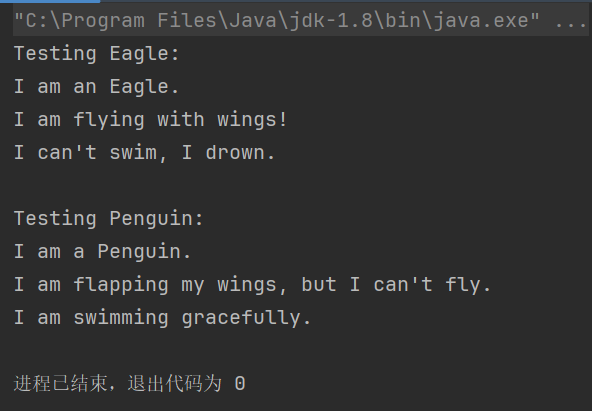 "C:\Program Files\Java\jdk-1.8\bin\java.exe" ...
Testing Eagle:
I am an Eagle.
I am flying with wings!
I can't swim, I drown.
Testing Penguin:
I am a Penguin.
I am flapping my wings, but I can't fly.
I am swimming gracefully.
进程已结束，退出代码为 0